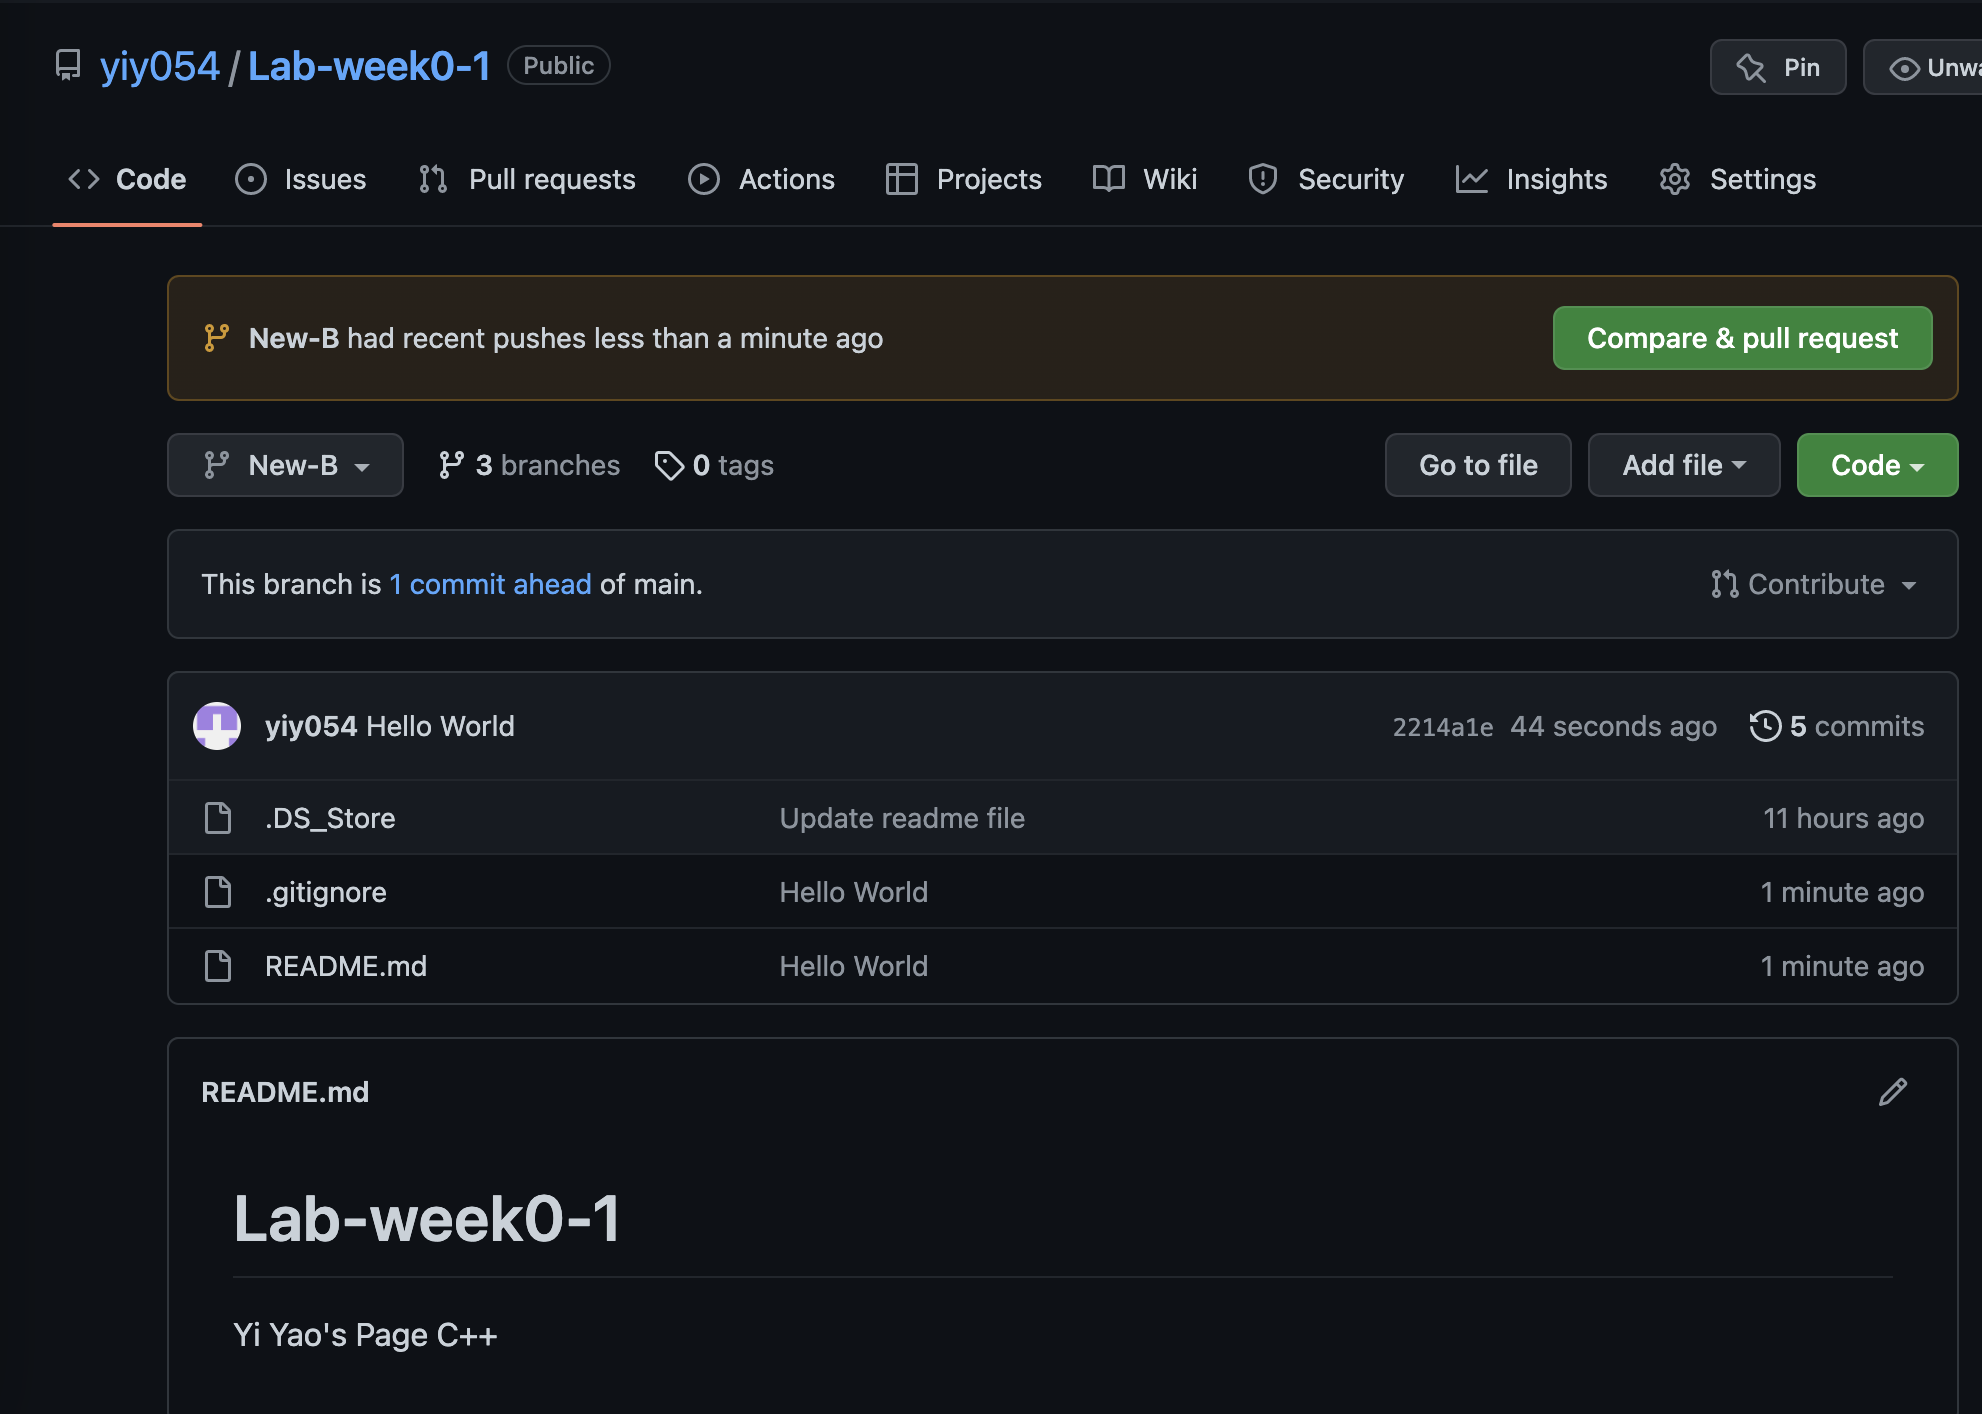 yiy054 / Lab-week0-1 Public Pin
Code Issues Pull requests Actions Projects Wiki Security Insights Settings
New-B had recent pushes less than a minute ago Compare & pull request
New-B 3 branches 0 tags Go to file Add file Code
This branch is 1 commit ahead of main. Contribute
yiy054 Hello World 2214a1e 44 seconds ago 5 commits
.DS_Store Update readme file 11 hours ago
.gitignore Hello World 1 minute ago
README.md Hello World 1 minute ago
README.md
Lab-week0-1
Yi Yao's Page C++